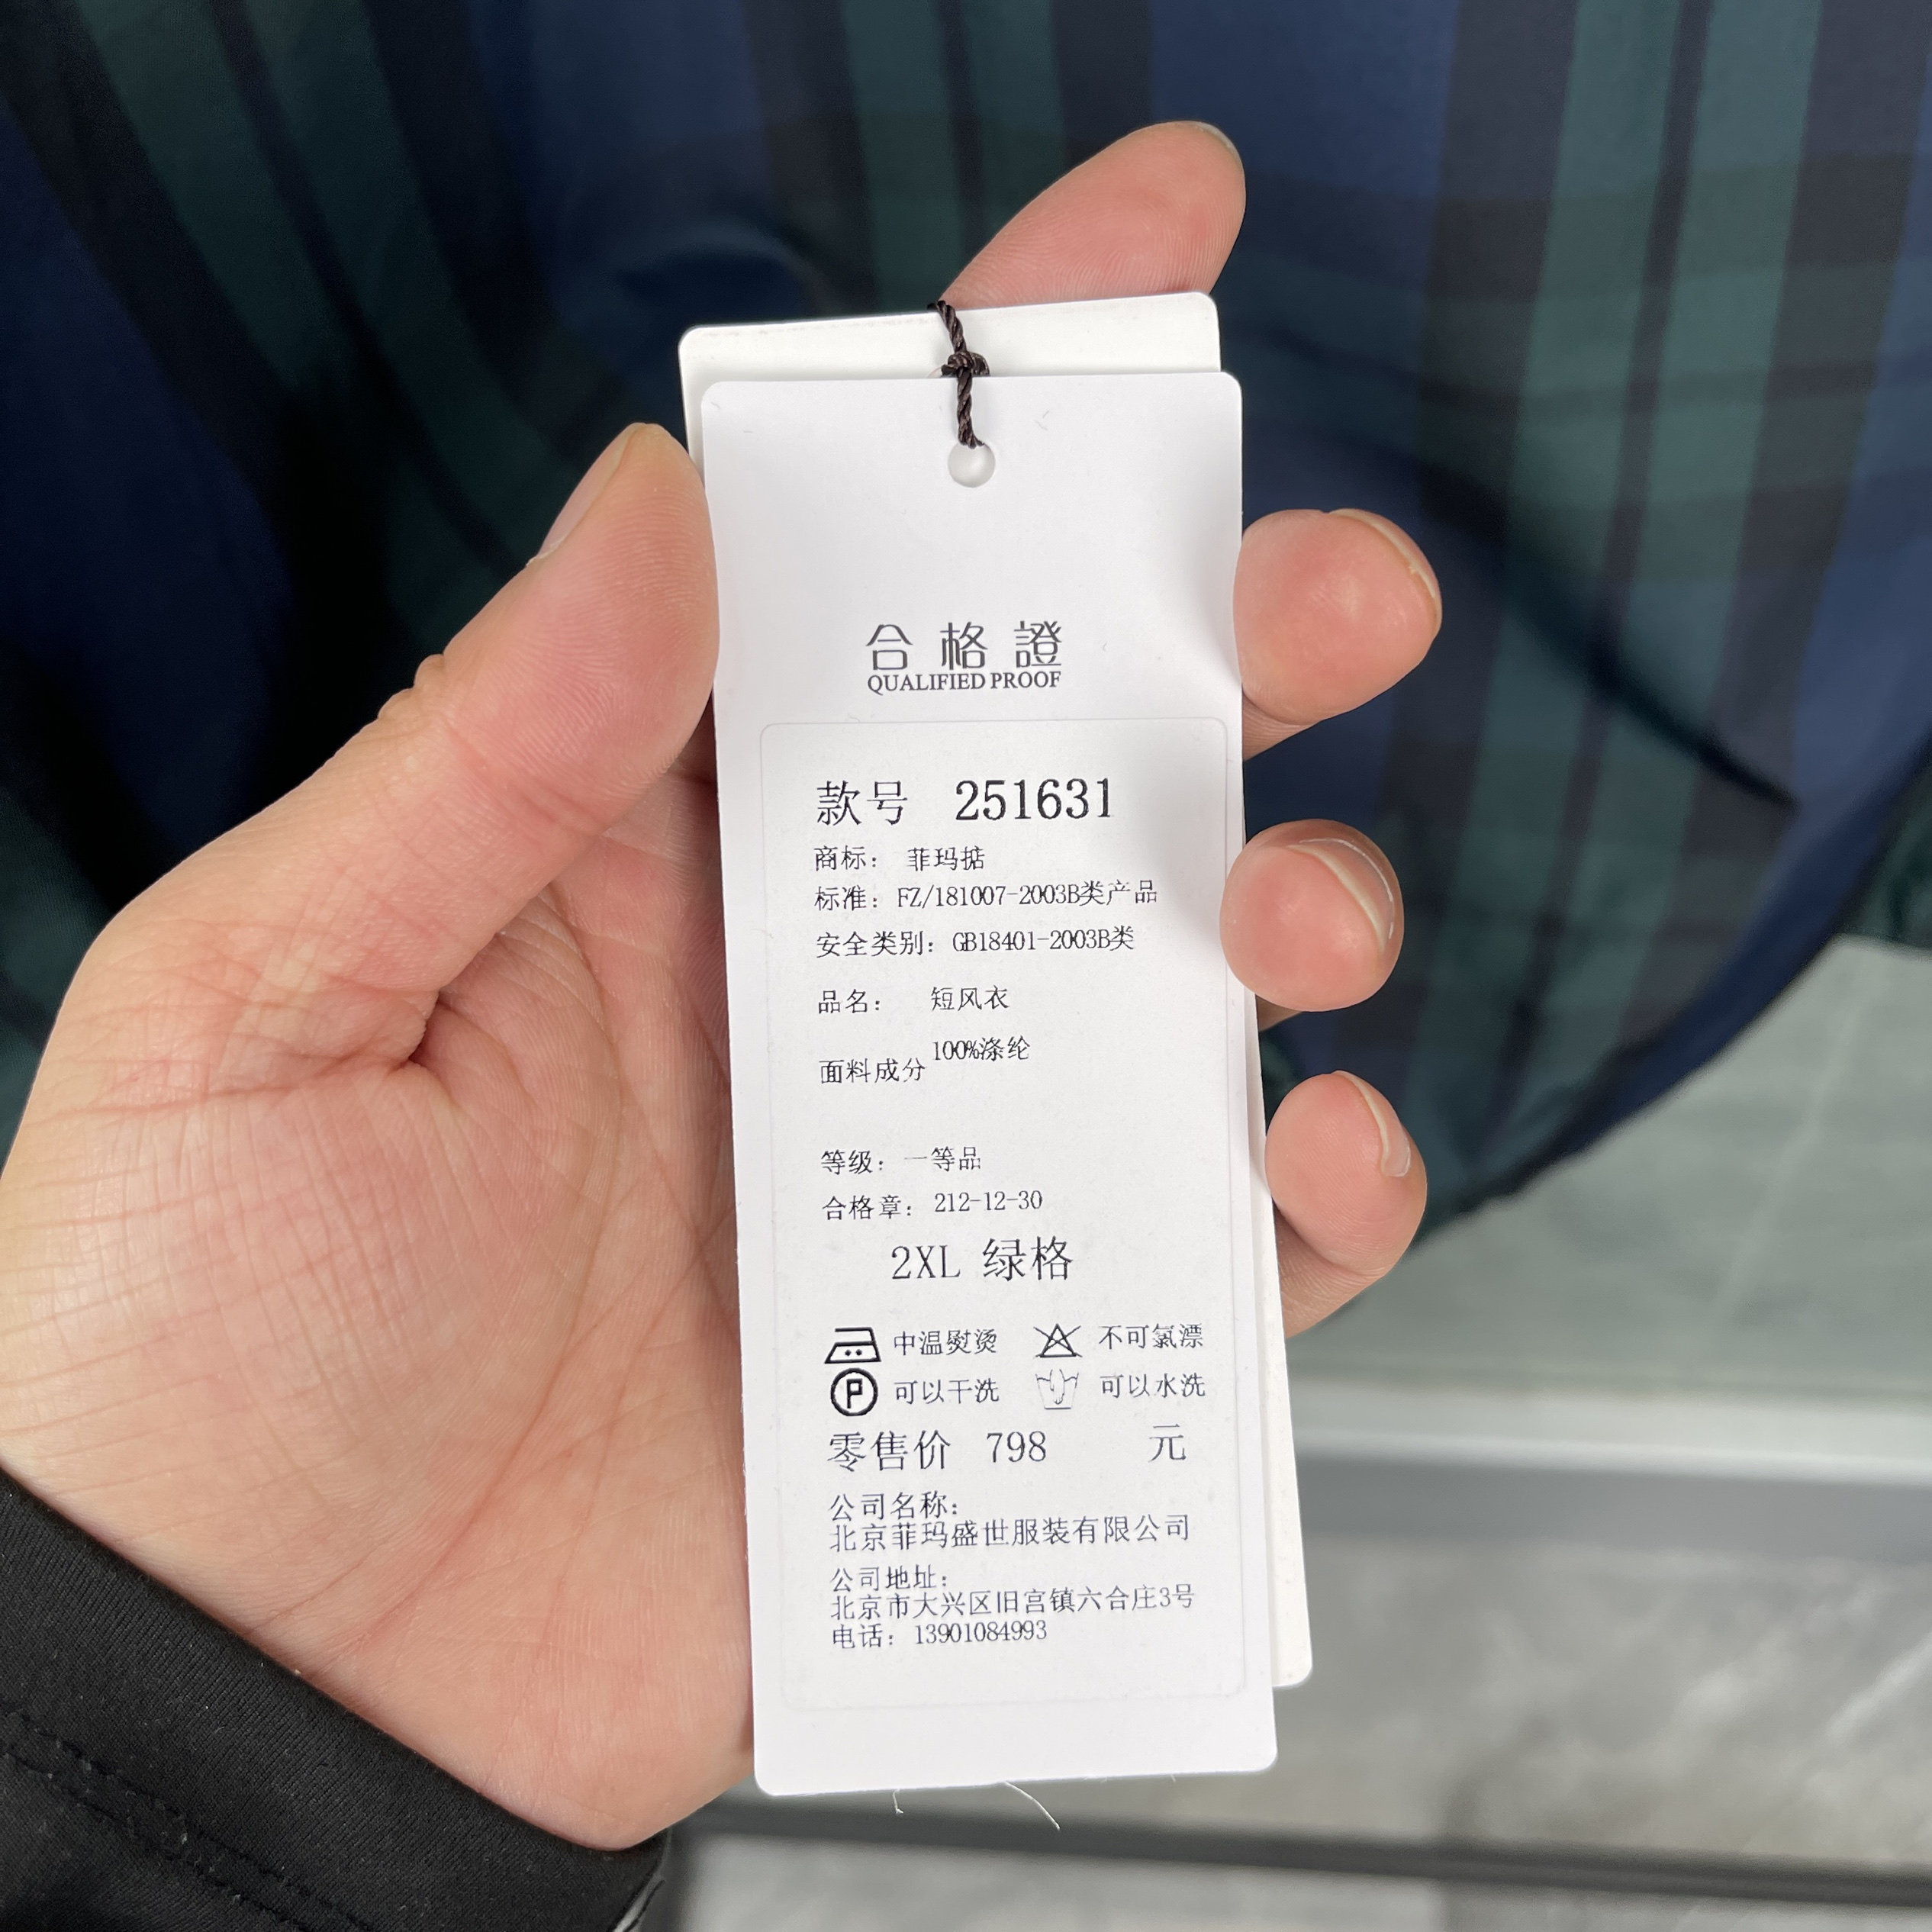 合格證
QUALIFIED PROOF
款号 251631
商标：菲玛掂
标准：FZ/181007-2003B类产品
安全类别：GB18401-2003B类
品名：短风衣
面料成分 100%涤纶
等级：一等品
合格章：212-12-30
2XL 绿格
中温熨烫 不可氯漂
P 可以干洗 可以水洗
零售价 798 元
公司名称：
北京菲玛盛世服装有限公司
公司地址：
北京市大兴区旧宫镇六合庄3号
电话：13901084993